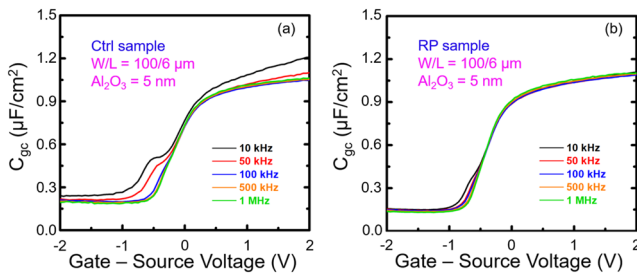 (a)
Ctrl sample
W/L = 100/6 μm
Al₂O₃ = 5 nm
1.5
1.2
0.9
0.6
0.3
0.0
C_gc (μF/cm²)
10 kHz
50 kHz
100 kHz
500 kHz
1 MHz
-2
-1
0
1
2
Gate – Source Voltage (V)
(b)
RP sample
W/L = 100/6 μm
Al₂O₃ = 5 nm
1.5
1.2
0.9
0.6
0.3
0.0
C_gc (μF/cm²)
10 kHz
50 kHz
100 kHz
500 kHz
1 MHz
-2
-1
0
1
2
Gate – Source Voltage (V)